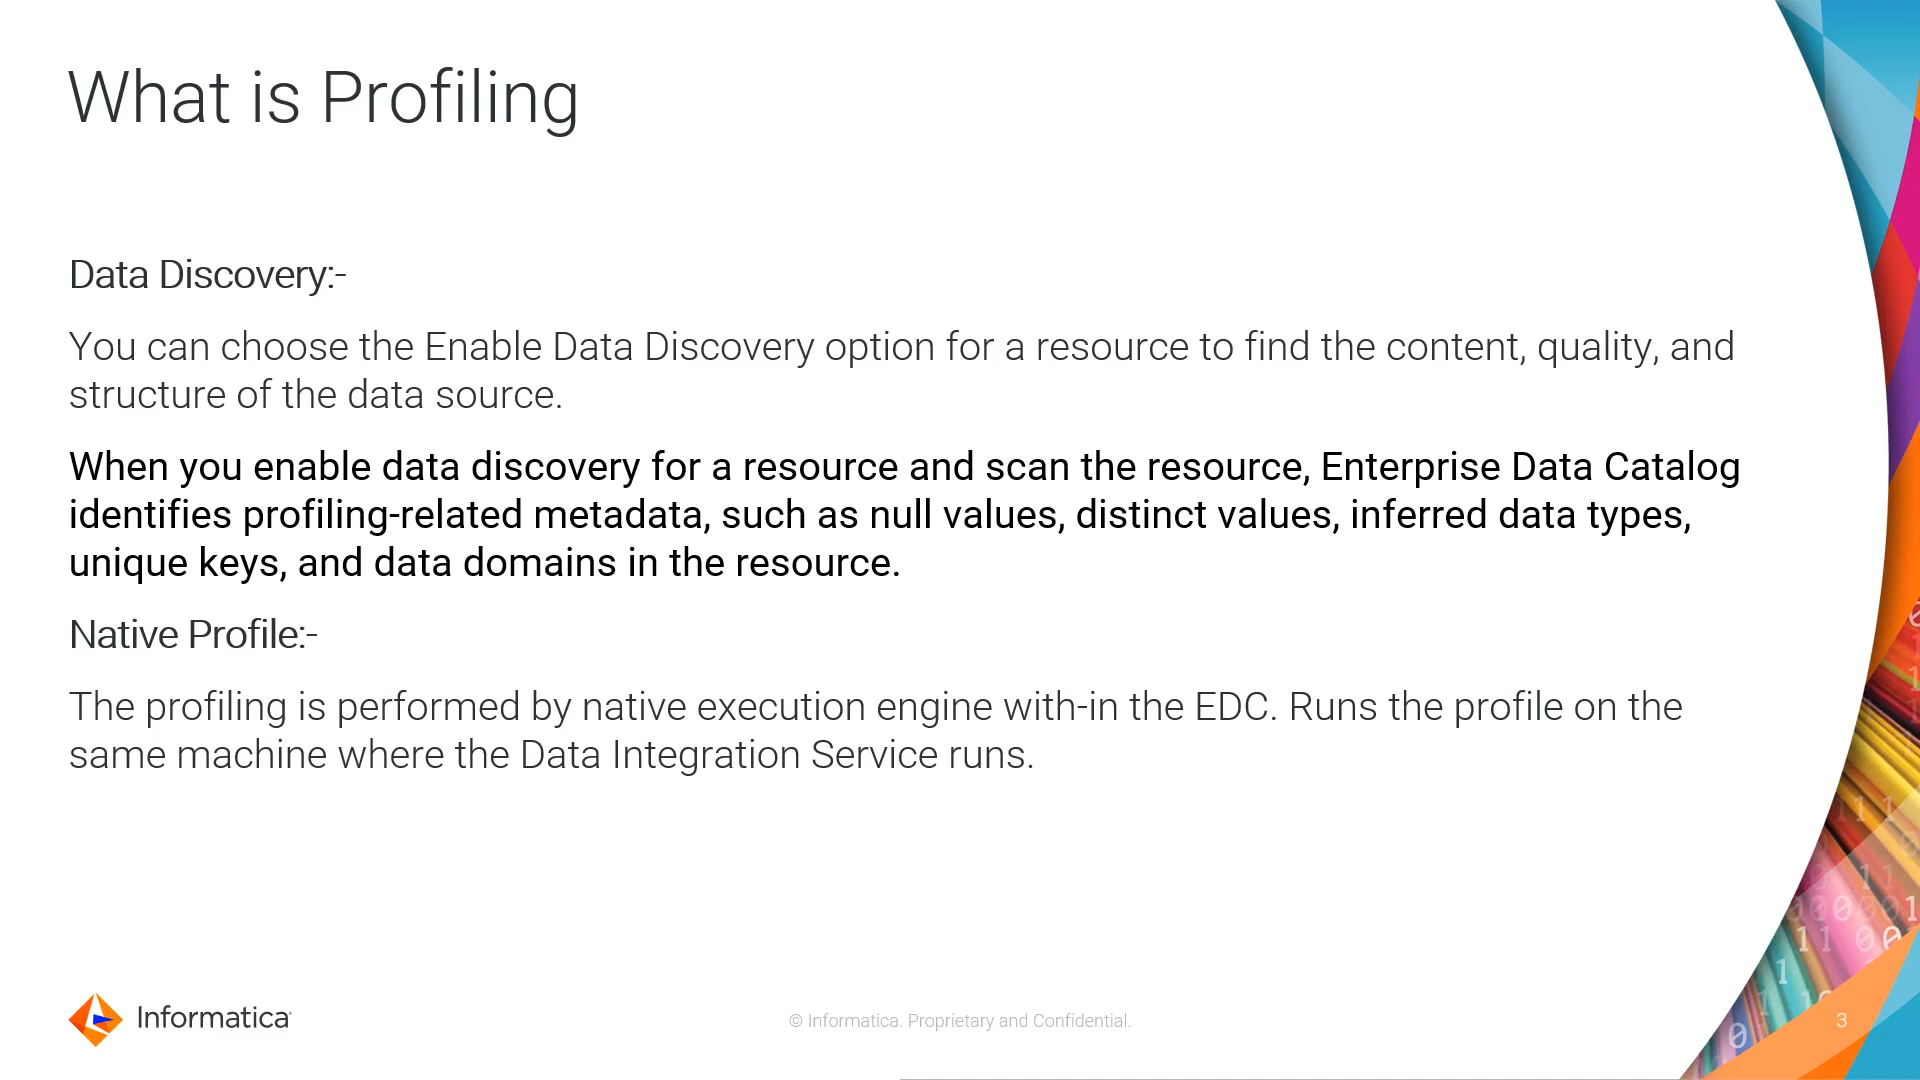 What is Profiling
Data Discovery:-
You can choose the Enable Data Discovery option for a resource to find the content, quality, and
structure of the data source.
When you enable data discovery for a resource and scan the resource, Enterprise Data Catalog
identifies profiling-related metadata, such as null values, distinct values, inferred data types,
unique keys, and data domains in the resource.
Native Profile:-
The profiling is performed by native execution engine with-in the EDC. Runs the profile on the
same machine where the Data Integration Service runs.
Informatica
© Informatica. Proprietary and Confidential.
3